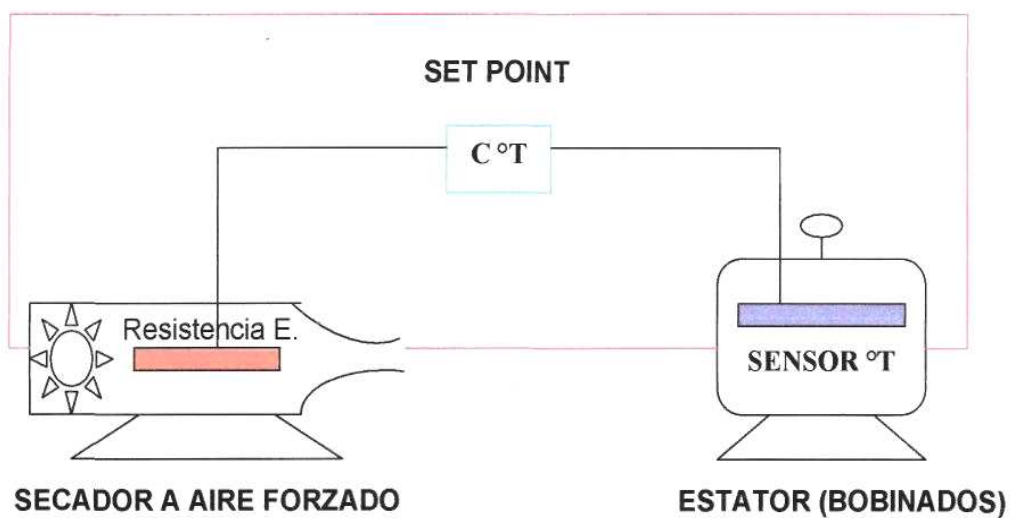 SET POINT
C °T
Resistencia E.
SENSOR °T
SECADOR A AIRE FORZADO
ESTATOR (BOBINADOS)